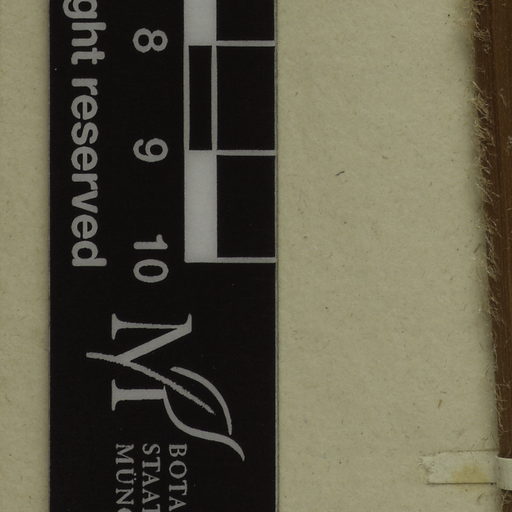 ght reserved
8
9
10
M
BOTA
STAAT
MÜNC